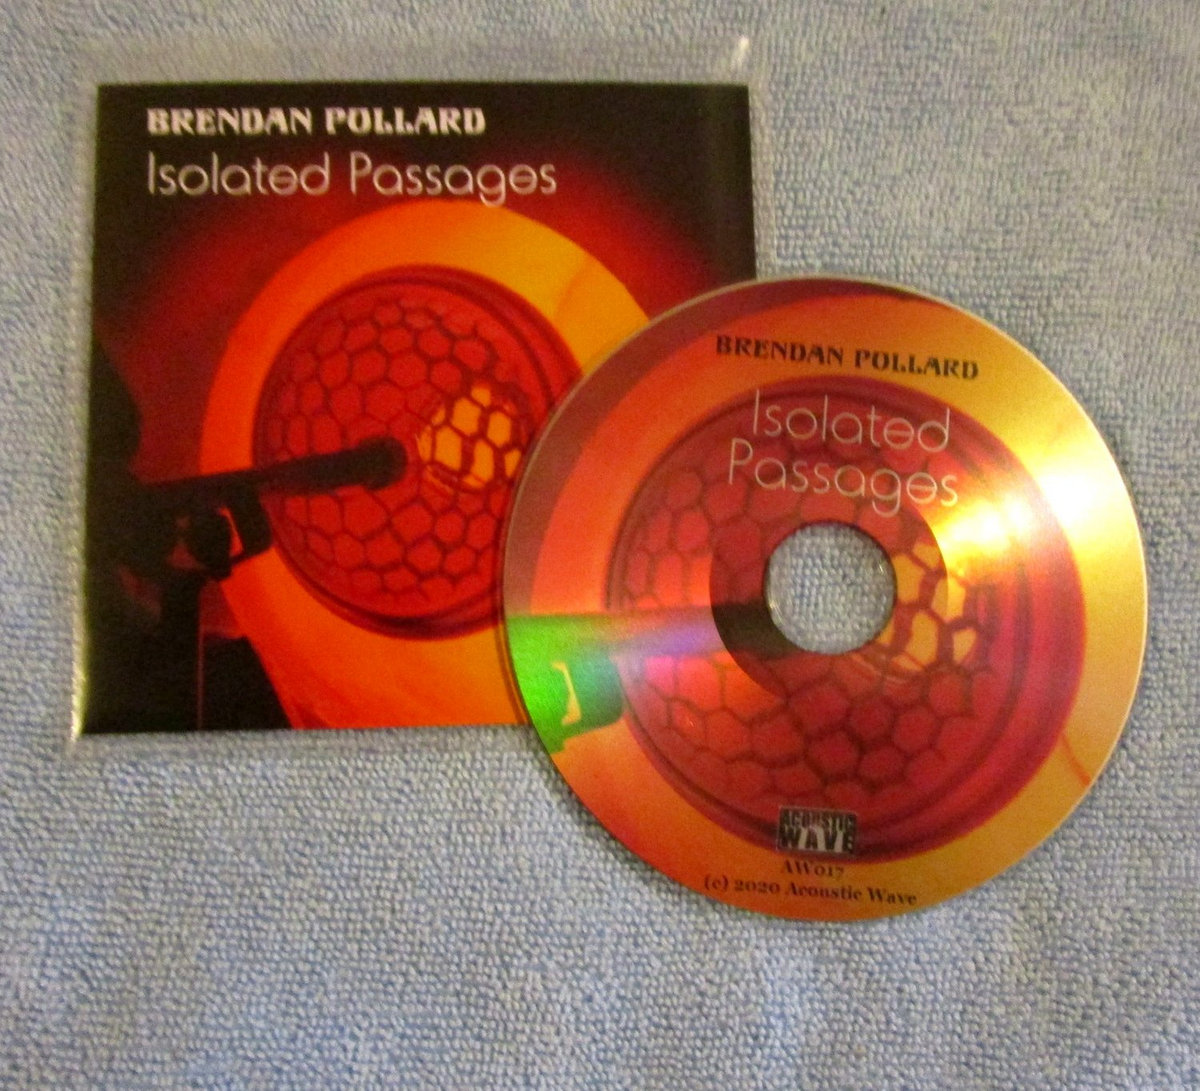 BRENDAN POLLARD
Isolated Passages
BRENDAN POLLARD
Isolated
Passages
ACOUSTIC
WAVE
AW017
(c) 2020 Acoustic Wave